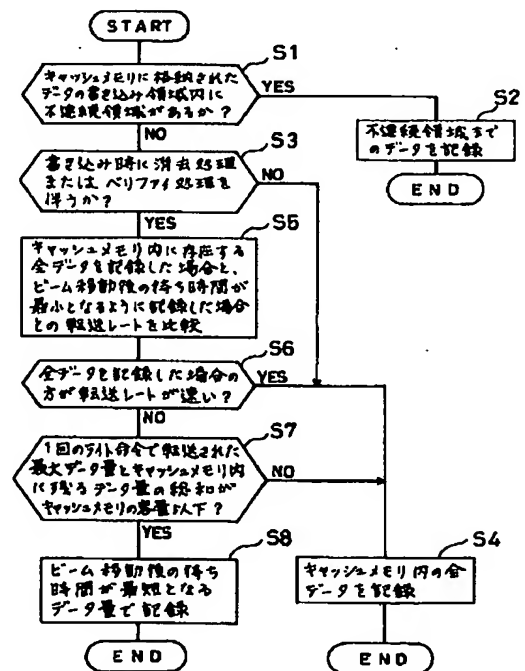 START
S1
キャッシュメモリに格納された
データの書き込み領域内に
不連続領域があるか?
YES
S2
不連続領域まで
のデータを記録
END
NO
S3
書き込み時に消去処理
またはベリファイ処理を
伴うか?
NO
YES
S5
キャッシュメモリ内に存在する
全データを記録した場合と、
ビーム移動後の待ち時間が
最小となるように記録した場合
との転送レートを比較
S6
全データを記録した場合の
方が転送レートが速い?
YES
NO
S7
1回のライト命令で転送された
最大データ量とキャッシュメモリ内
に残るデータ量の総和が
キャッシュメモリの容量以下?
NO
YES
S8
ビーム移動後の待ち
時間が最短となる
データ量で記録
END
S4
キャッシュメモリ内の全
データを記録
END